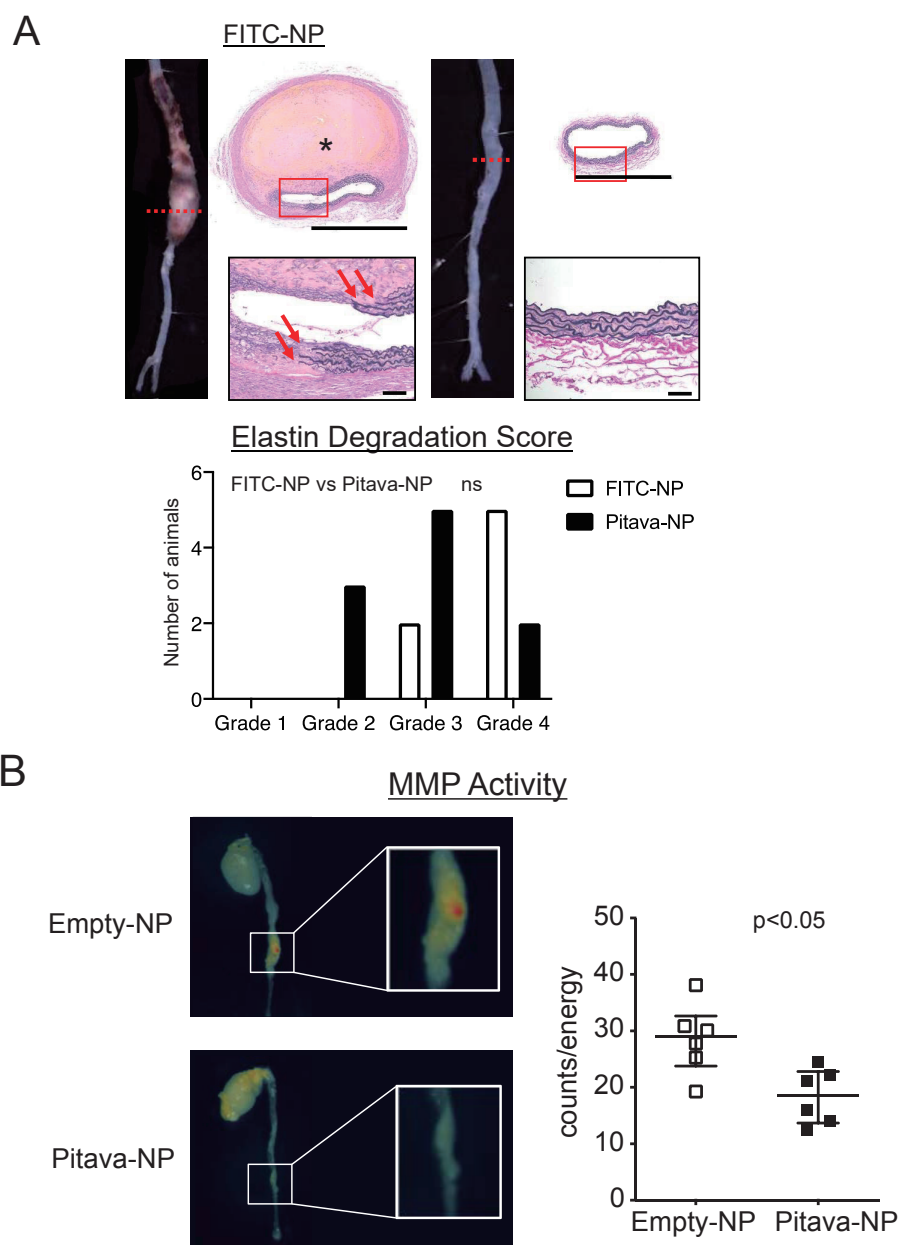 A
FITC-NP
*
Elastin Degradation Score
FITC-NP vs Pitava-NP ns
FITC-NP
Pitava-NP
Number of animals
6
4
2
0
Grade 1 Grade 2 Grade 3 Grade 4
B
MMP Activity
Empty-NP
Pitava-NP
p<0.05
counts/energy
50
40
30
20
10
0
Empty-NP Pitava-NP